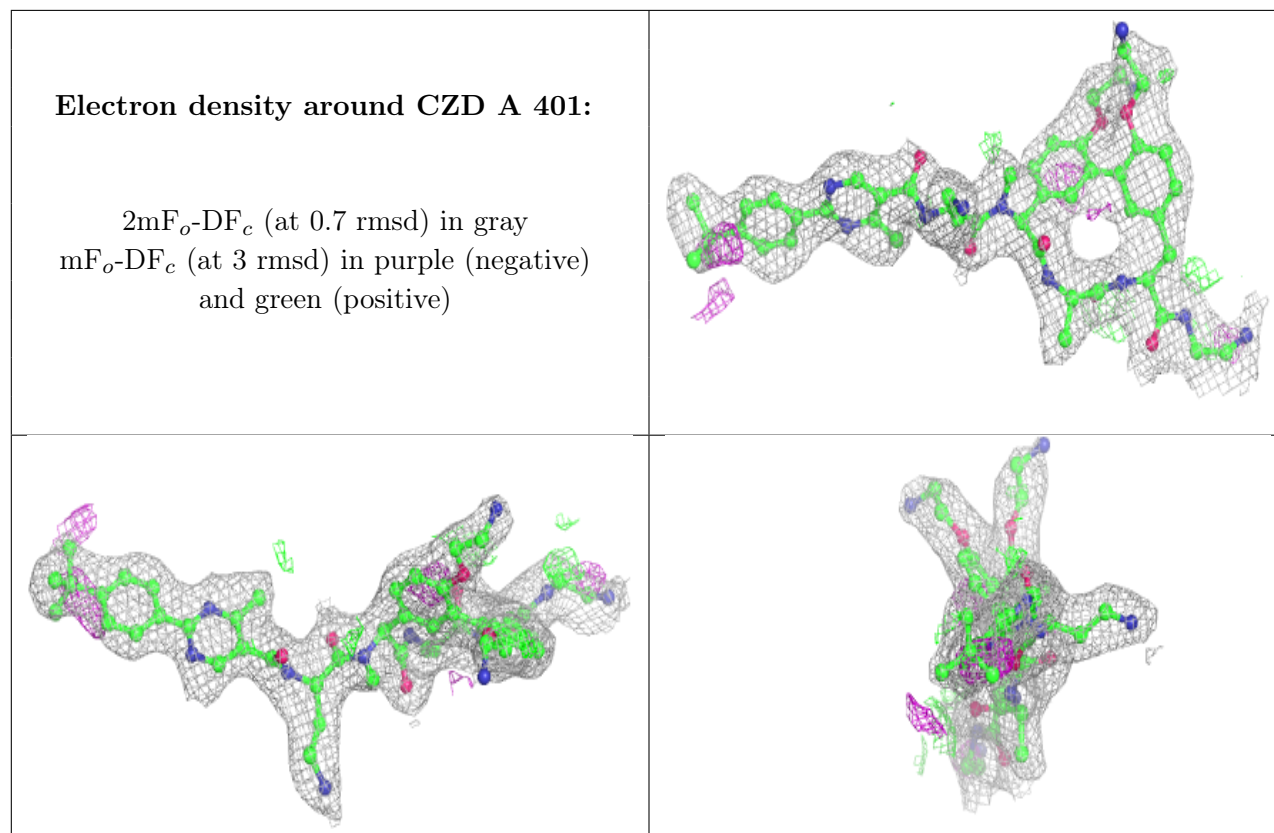 Electron density around CZD A 401:
2mFo-DFc (at 0.7 rmsd) in gray
mFo-DFc (at 3 rmsd) in purple (negative)
and green (positive)